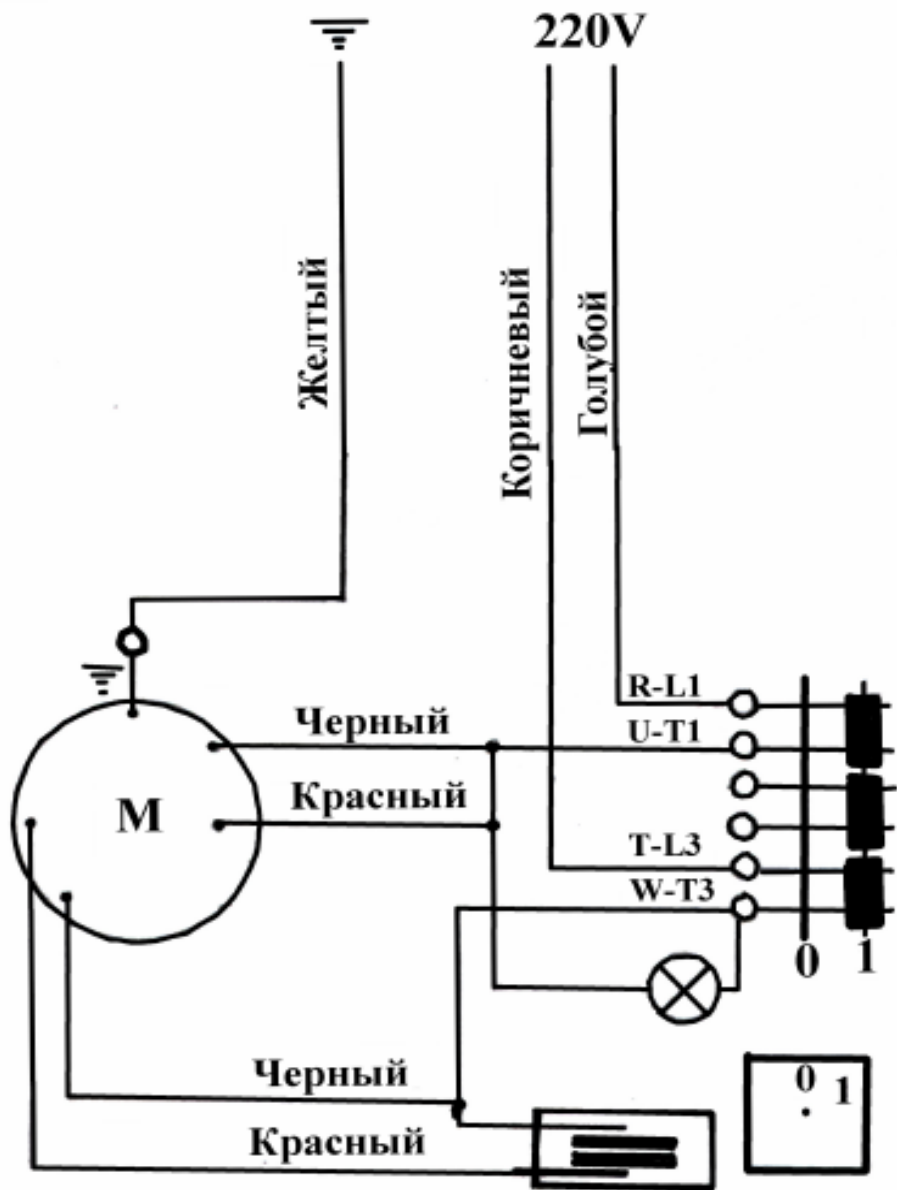 220V
Желтый
Коричневый
Голубой
R-L1
Черный
U-T1
Красный
M
T-L3
W-T3
0 1
Черный
0 1
Красный